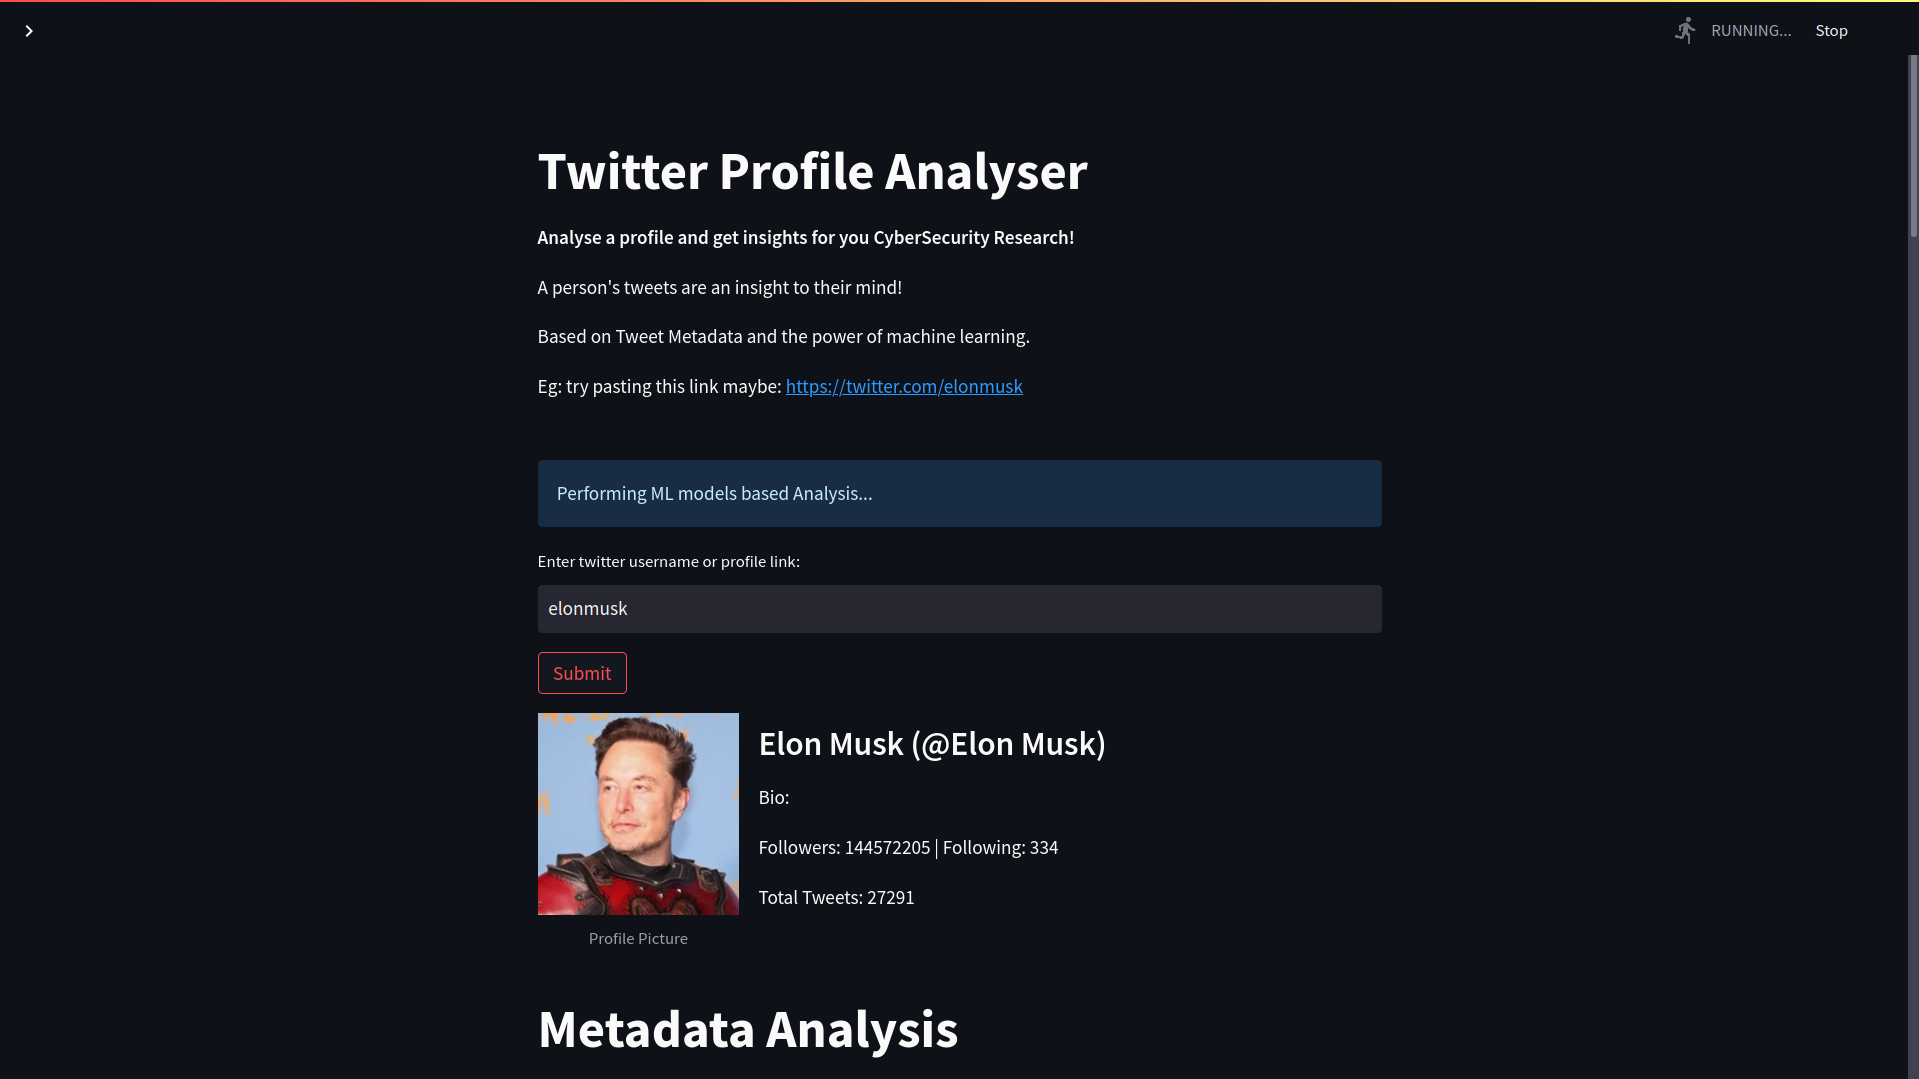 RUNNING...
Stop
Twitter Profile Analyser
Analyse a profile and get insights for you CyberSecurity Research!
A person's tweets are an insight to their mind!
Based on Tweet Metadata and the power of machine learning.
Eg: try pasting this link maybe: https://twitter.com/elonmusk
Performing ML models based Analysis...
Enter twitter username or profile link:
elonmusk
Submit
Elon Musk (@Elon Musk)
Bio:
Followers: 144572205 | Following: 334
Total Tweets: 27291
Profile Picture
Metadata Analysis